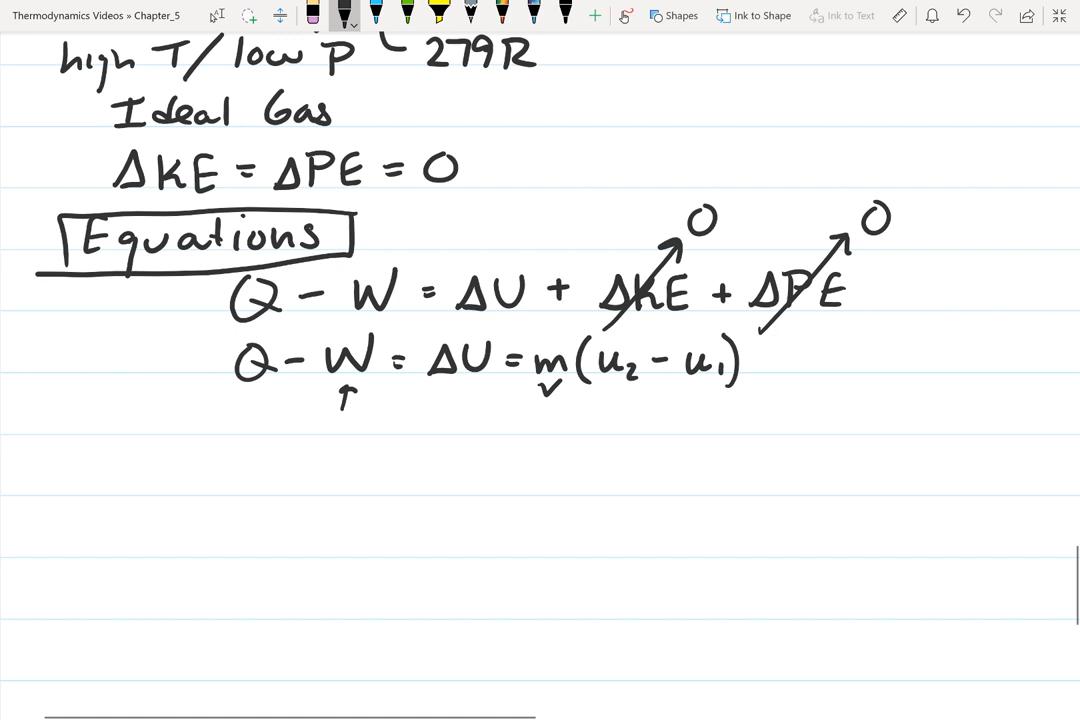 Thermodynamics Videos » Chapter_5
Shapes Ink to Shape Ink to Text
high T/low P 279R
Ideal Gas
ΔKE = ΔPE = 0
Equations
0 0
Q - W = ΔU + ΔKE + ΔPE
Q - W = ΔU = m(u₂ - u₁)